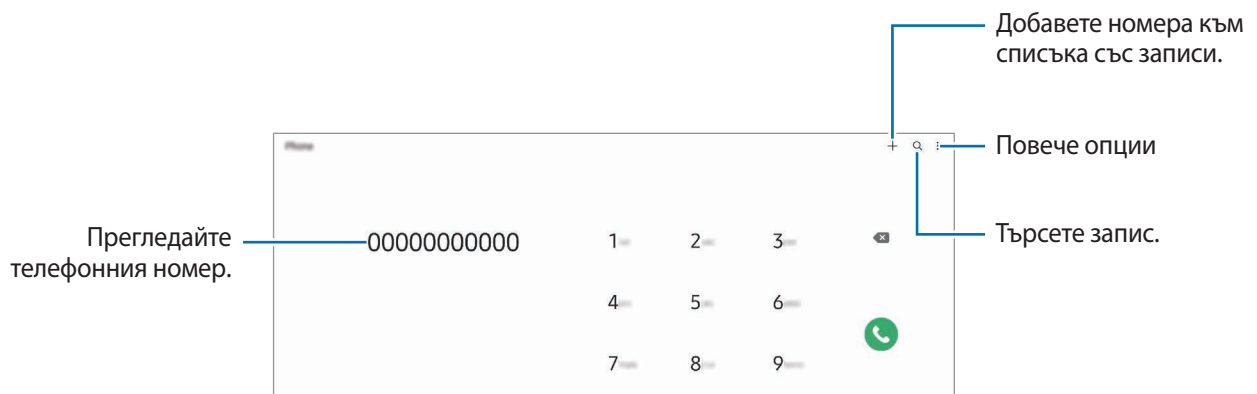 Добавете номера към
списъка със записи.
Повече опции
Прегледайте
телефонния номер.
00000000000
1 2 3
Търсете запис.
4 5 6
7 8 9